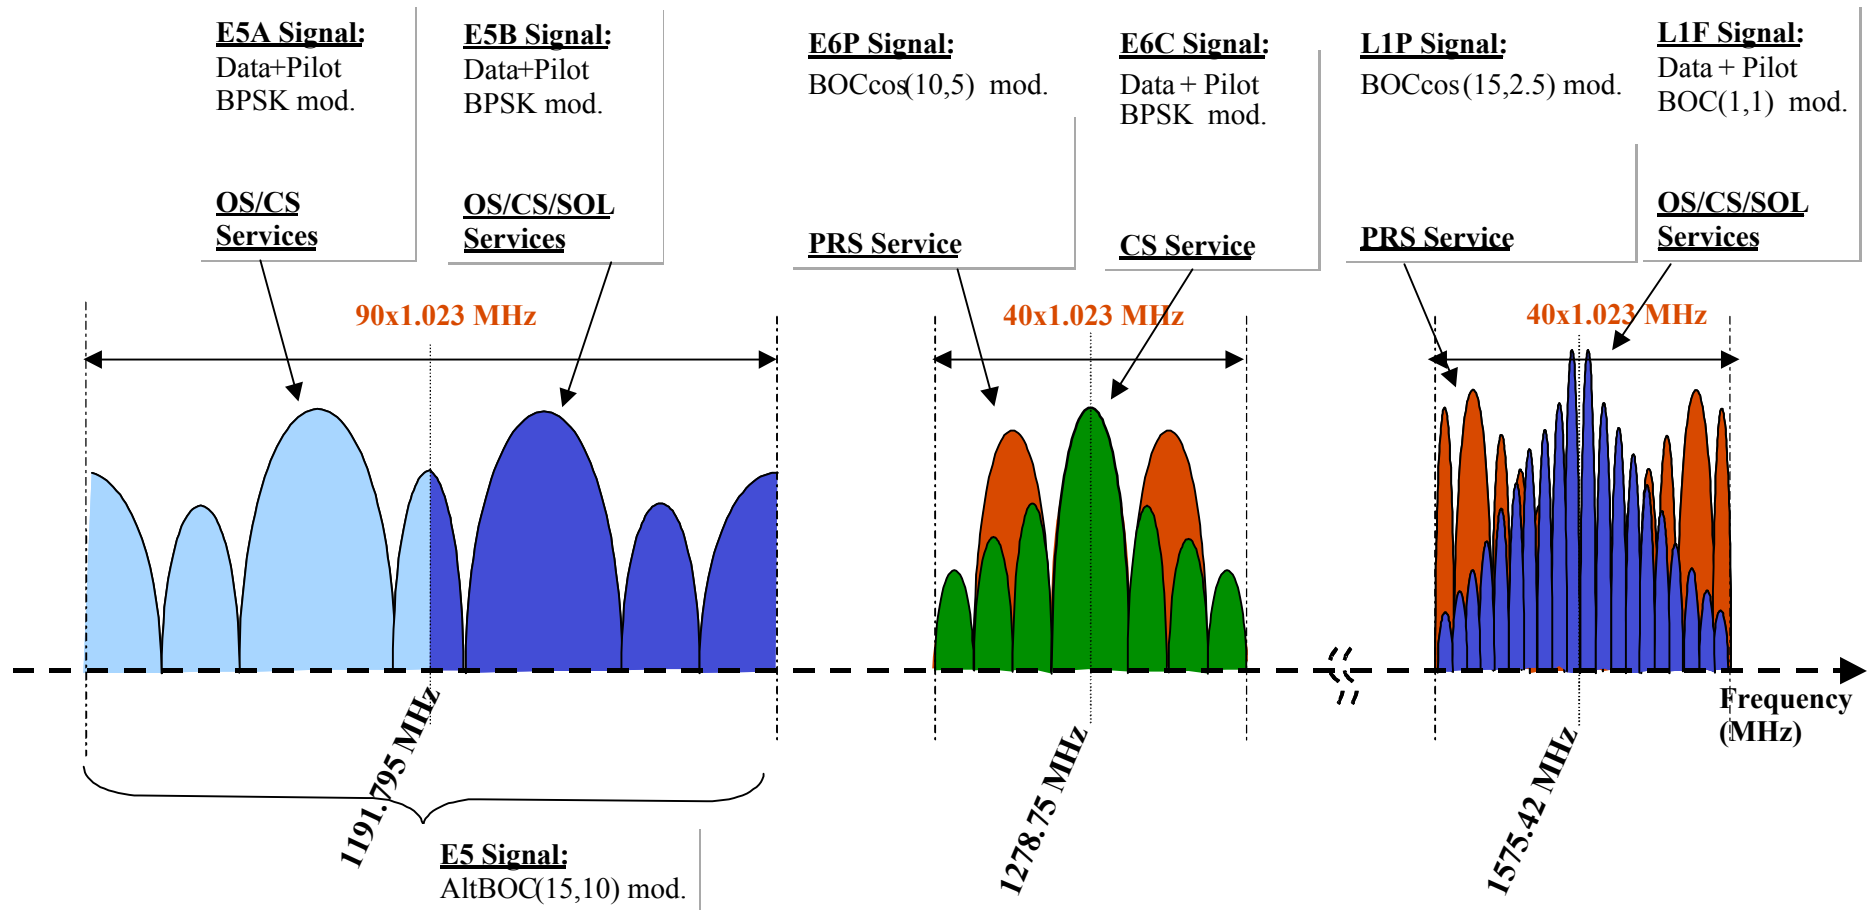 E5A Signal:
Data+Pilot
BPSK mod.
OS/CS
Services
E5B Signal:
Data+Pilot
BPSK mod.
OS/CS/SOL
Services
E6P Signal:
BOCcos(10,5) mod.
PRS Service
E6C Signal:
Data + Pilot
BPSK mod.
CS Service
L1P Signal:
BOCcos (15,2.5) mod.
PRS Service
L1F Signal:
Data + Pilot
BOC(1,1) mod.
OS/CS/SOL
Services
90x1.023 MHz
40x1.023 MHz
40x1.023 MHz
Frequency
(MHz)
1191.795 MHz
1278.75 MHz
1575.42 MHz
E5 Signal:
AltBOC(15,10) mod.